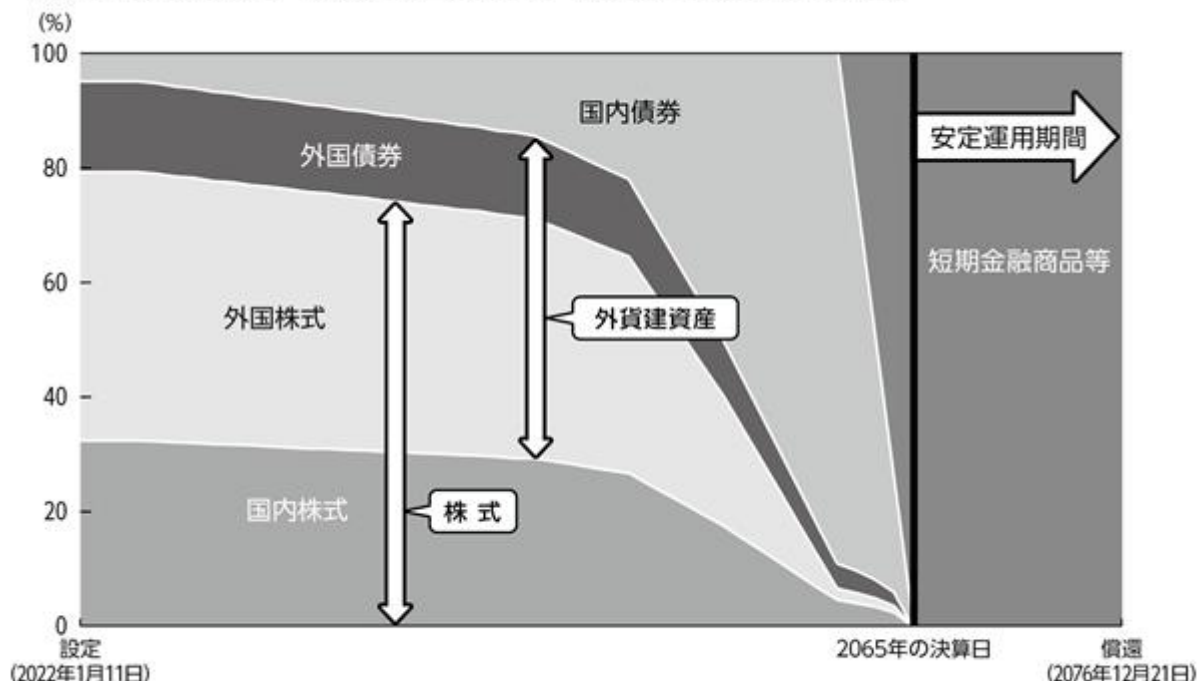 (%)
100
80
60
40
20
0
国内債券
外国債券
安定運用期間
短期金融商品等
外国株式
外貨建資産
国内株式
株 式
設定
(2022年1月11日)
2065年の決算日
償還
(2076年12月21日)